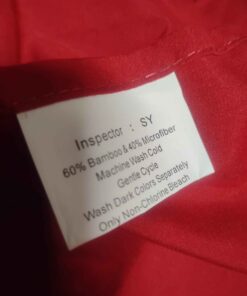 Inspector : SY
60% Bamboo & 40% Microfiber
Machine Wash Cold
Gentle Cycle
Wash Dark Colors Separately
Only Non-Chlorine Beach